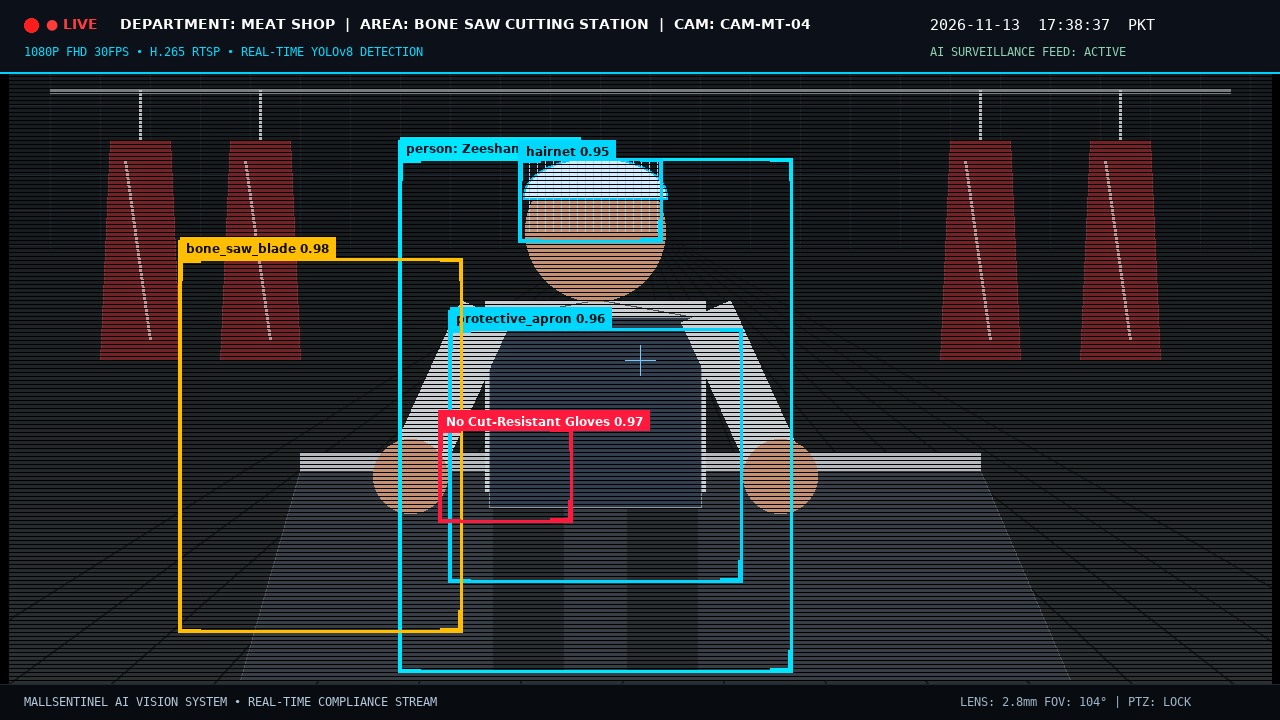 ● LIVE DEPARTMENT: MEAT SHOP | AREA: BONE SAW CUTTING STATION | CAM: CAM-MT-04 2026-11-13 17:38:37 PKT
1080P FHD 30FPS • H.265 RTSP • REAL-TIME YOLOv8 DETECTION AI SURVEILLANCE FEED: ACTIVE
person: Zeeshan
hairnet 0.95
bone_saw_blade 0.98
protective_apron 0.96
No Cut-Resistant Gloves 0.97
MALLSENTINEL AI VISION SYSTEM • REAL-TIME COMPLIANCE STREAM LENS: 2.8mm FOV: 104° | PTZ: LOCK